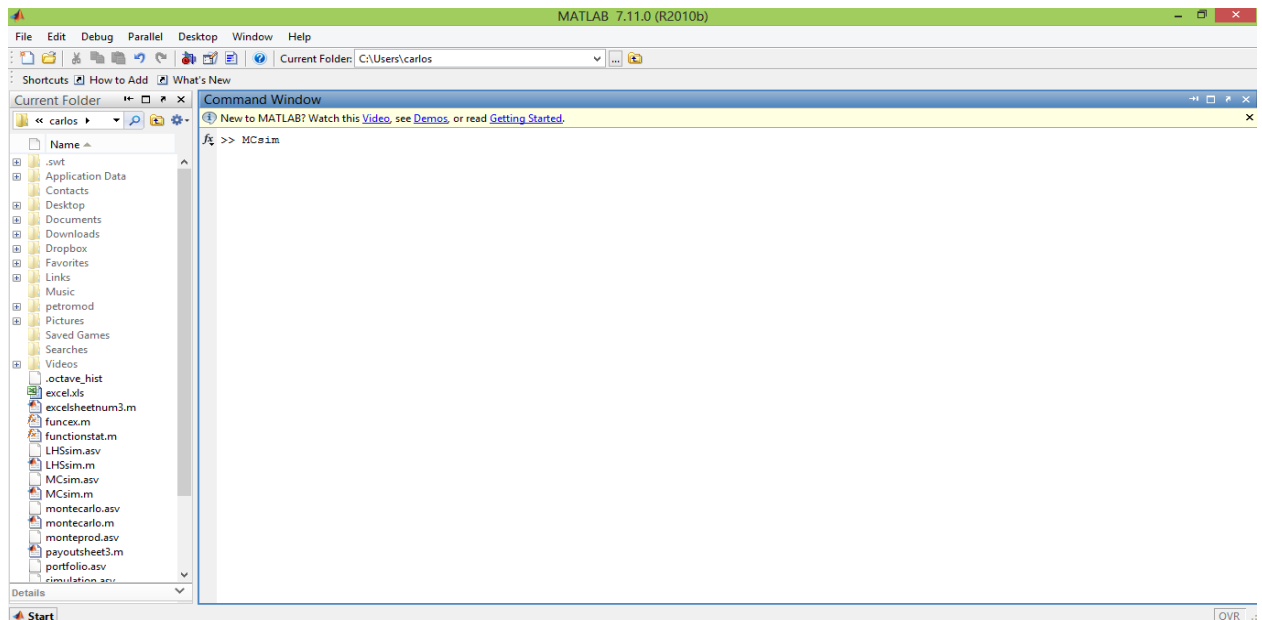 MATLAB 7.11.0 (R2010b)
File Edit Debug Parallel Desktop Window Help
Current Folder: C:\Users\carlos ...
Shortcuts How to Add What's New
Current Folder
« carlos
Name
.swt
Application Data
Contacts
Desktop
Documents
Downloads
Dropbox
Favorites
Links
Music
petromod
Pictures
Saved Games
Searches
Videos
.octave_hist
excel.xls
excelsheetnum3.m
funcex.m
functionstat.m
LHSsim.asv
LHSsim.m
MCsim.asv
MCsim.m
montecarlo.asv
montecarlo.m
monteprod.asv
payoutsheet3.m
portfolio.asv
simulation.asv
Details
Command Window
New to MATLAB? Watch this Video, see Demos, or read Getting Started.
fx >> MCsim
Start
OVR